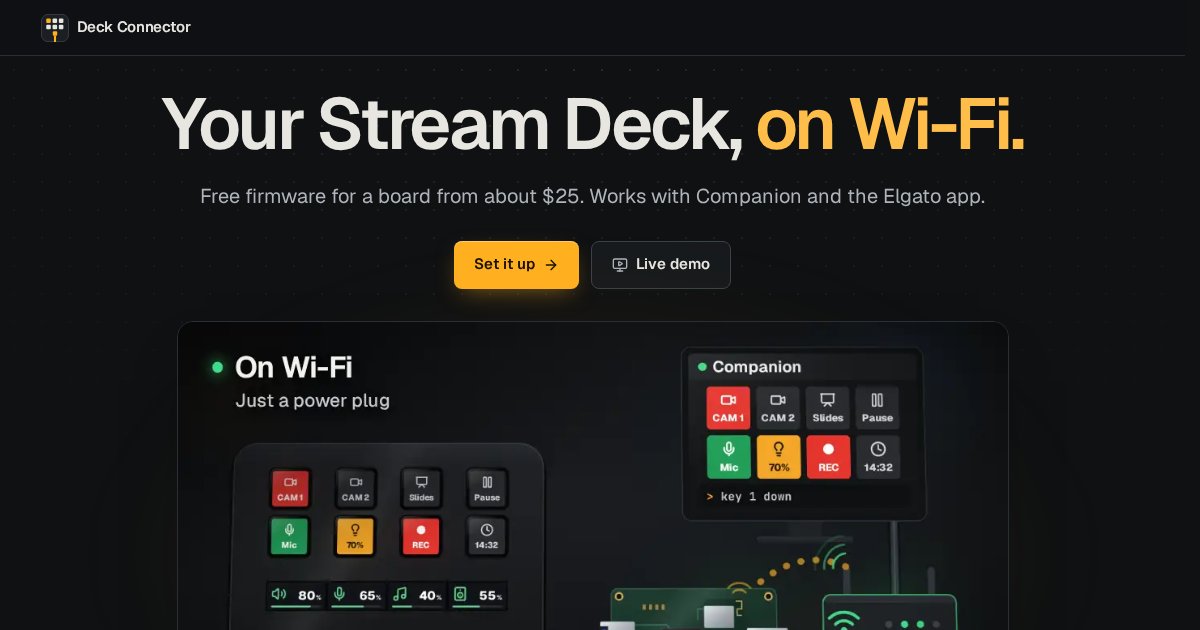 Deck Connector
Your Stream Deck, on Wi-Fi.
Free firmware for a board from about $25. Works with Companion and the Elgato app.
Set it up → Live demo
On Wi-Fi
Just a power plug
CAM 1 CAM 2 Slides Pause
Mic 70% REC 14:32
80% 65% 40% 55%
Companion
CAM 1 CAM 2 Slides Pause
Mic 70% REC 14:32
> key 1 down